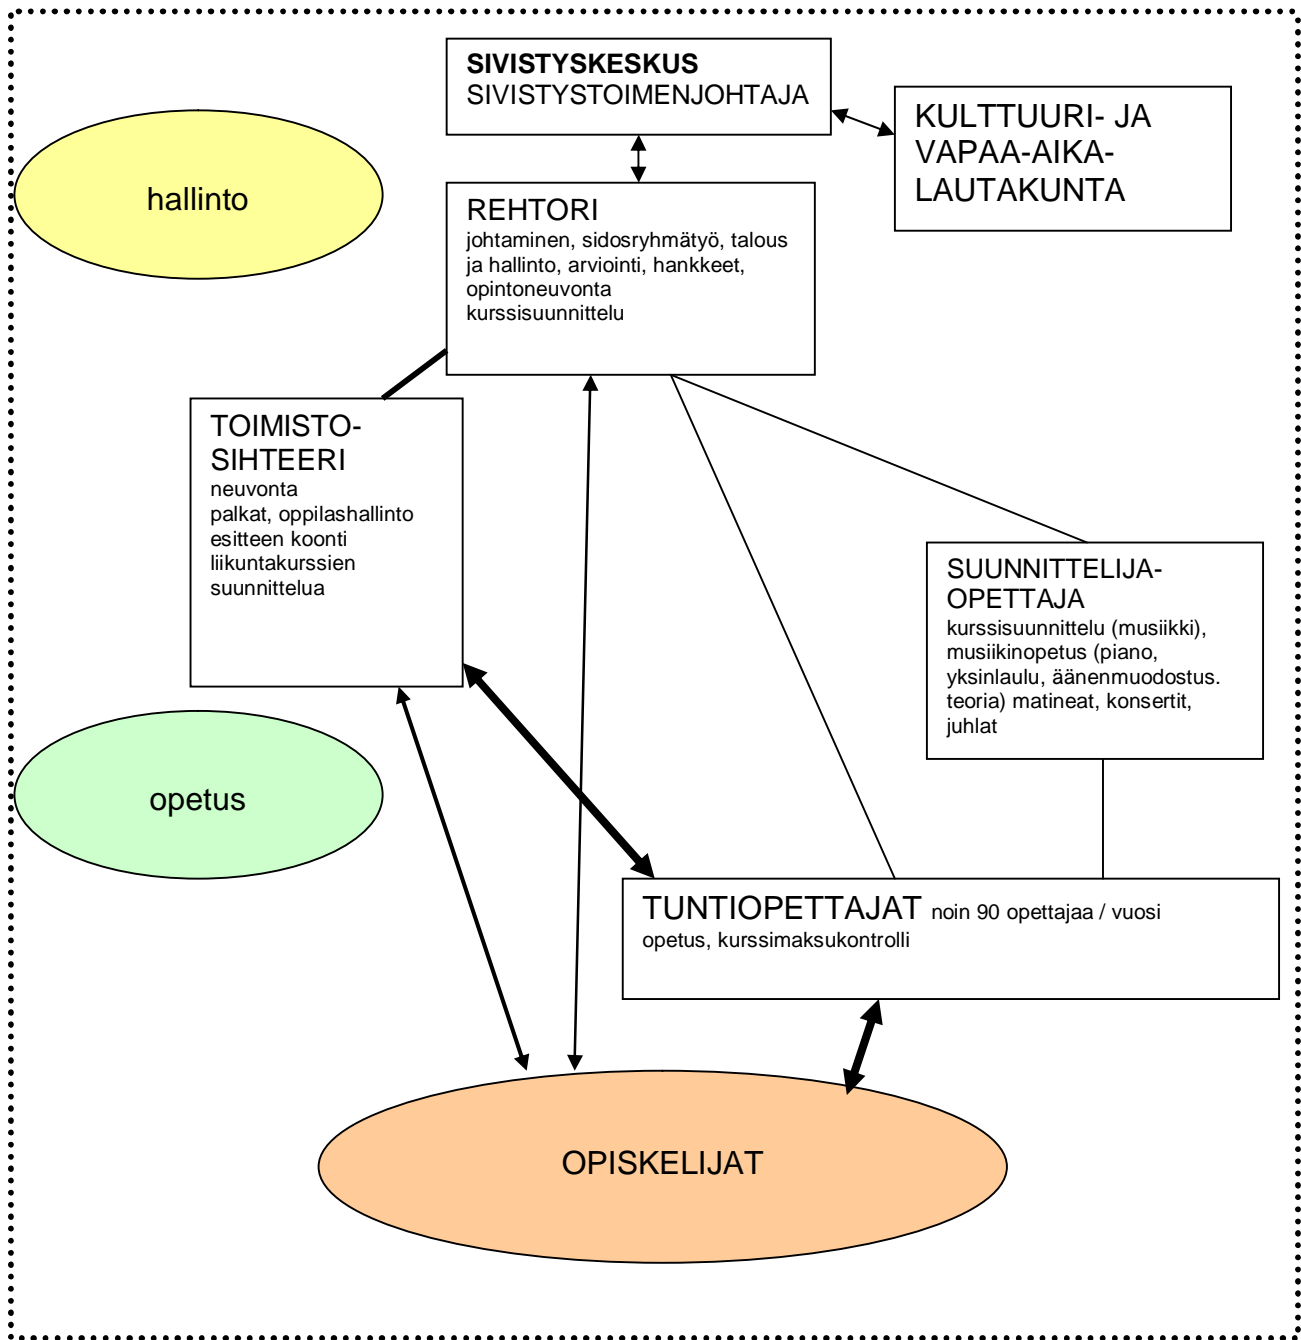 SIVISTYSKESKUS
SIVISTYSTOIMENJOHTAJA
KULTTUURI- JA
VAPAA-AIKA-
LAUTAKUNTA
hallinto
REHTORI
johtaminen, sidosryhmätyö, talous
ja hallinto, arviointi, hankkeet,
opintoneuvonta
kurssisuunnittelu
TOIMISTO-
SIHTEERI
neuvonta
palkat, oppilashallinto
esitteen koonti
liikuntakurssien
suunnittelua
SUUNNITTELIJA-
OPETTAJA
kurssisuunnittelu (musiikki),
musiikinopetus (piano,
yksinlaulu, äänenmuodostus.
teoria) matineat, konsertit,
juhlat
opetus
TUNTIOPETTAJAT noin 90 opettajaa / vuosi
opetus, kurssimaksukontrolli
OPISKELIJAT